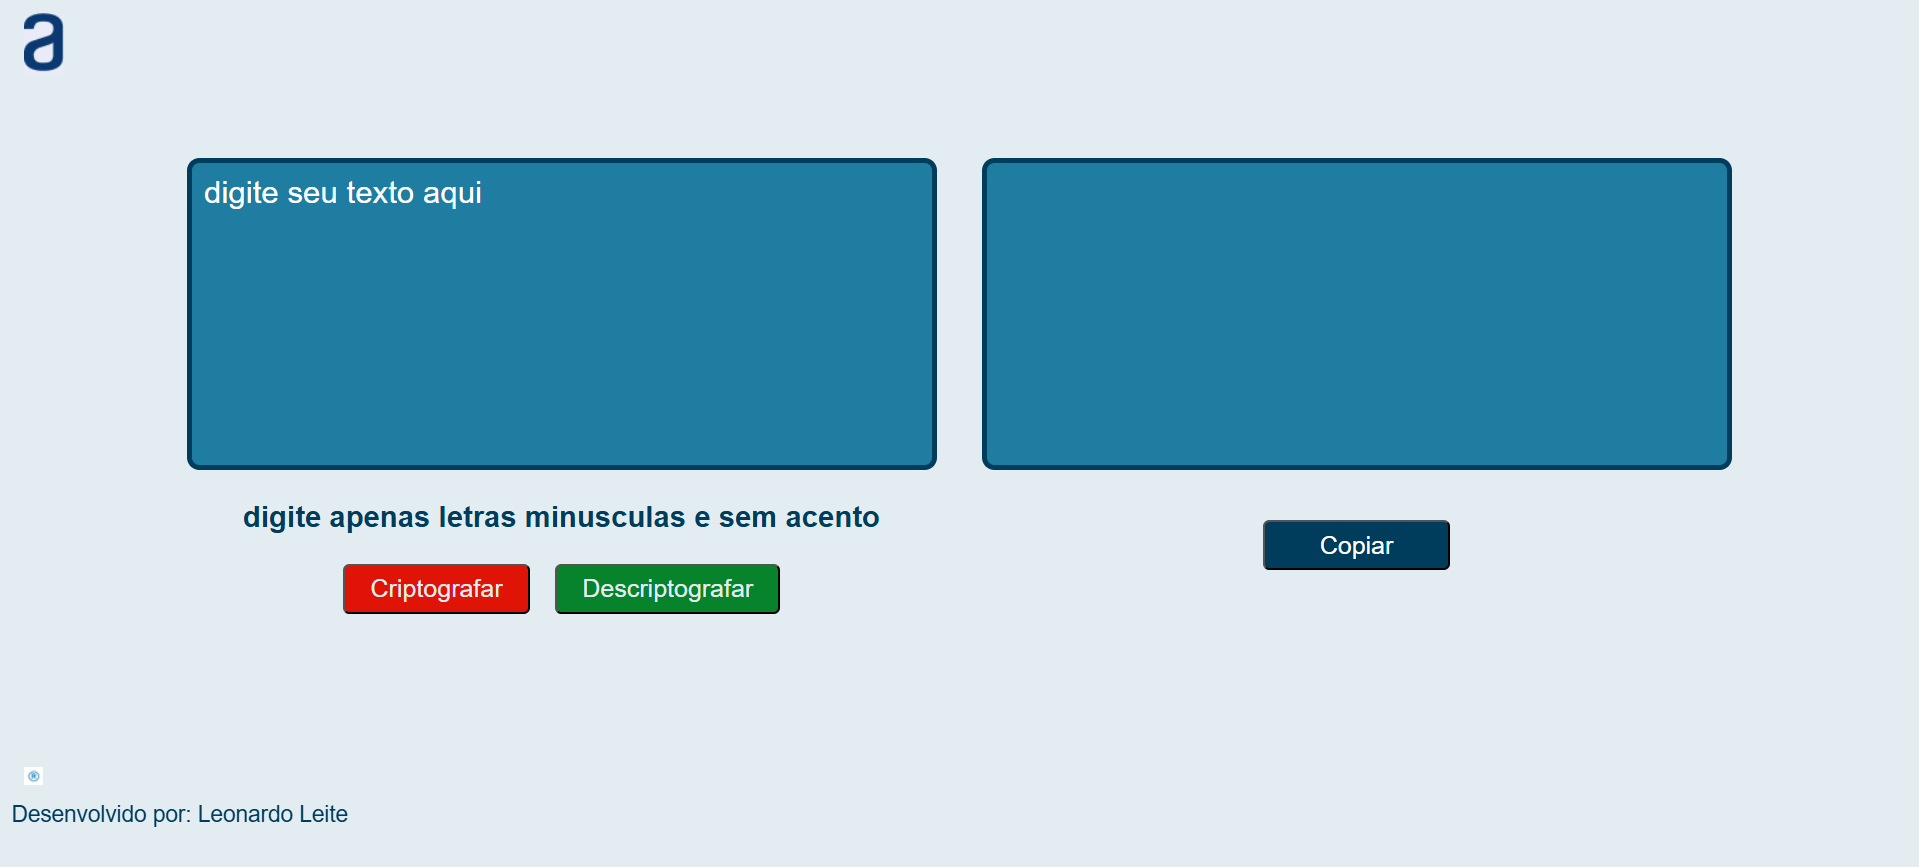 a
digite seu texto aqui
digite apenas letras minusculas e sem acento
Criptografar
Descriptografar
Copiar
®
Desenvolvido por: Leonardo Leite